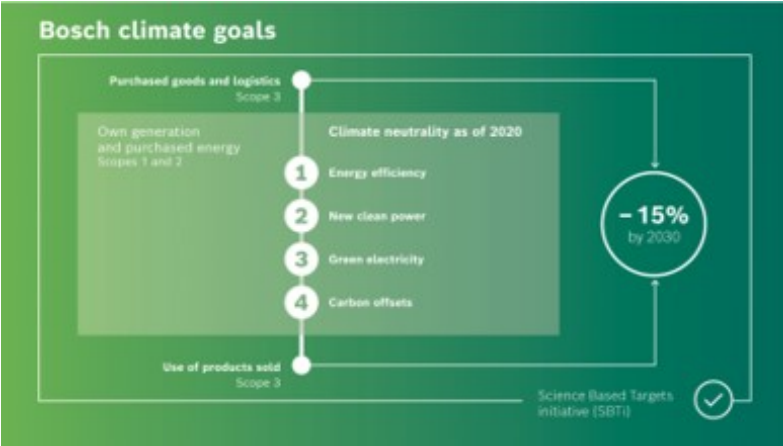 Bosch climate goals
Purchased goods and logistics
Scope 3
Own generation
and purchased energy
Scopes 1 and 2
Climate neutrality as of 2020
1 Energy efficiency
2 New clean power
3 Green electricity
4 Carbon offsets
-15%
by 2030
Use of products sold
Scope 3
Science Based Targets
initiative (SBTi)